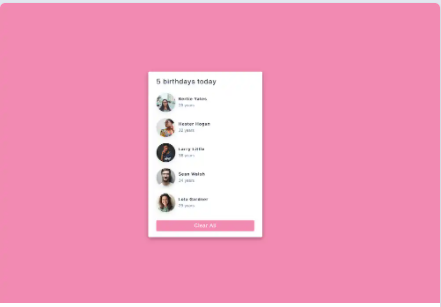 5 birthdays today
Bertie Yates
29 years
Hester Hogan
32 years
Larry Little
36 years
Sean Walsh
34 years
Lola Gardner
29 years
Clear All